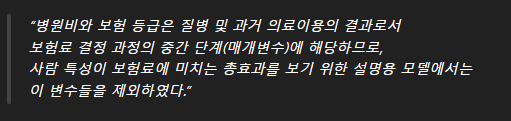 “병원비와 보험 등급은 질병 및 과거 의료이용의 결과로서
보험료 결정 과정의 중간 단계(매개변수)에 해당하므로,
사람 특성이 보험료에 미치는 총효과를 보기 위한 설명용 모델에서는
이 변수들을 제외하였다.”